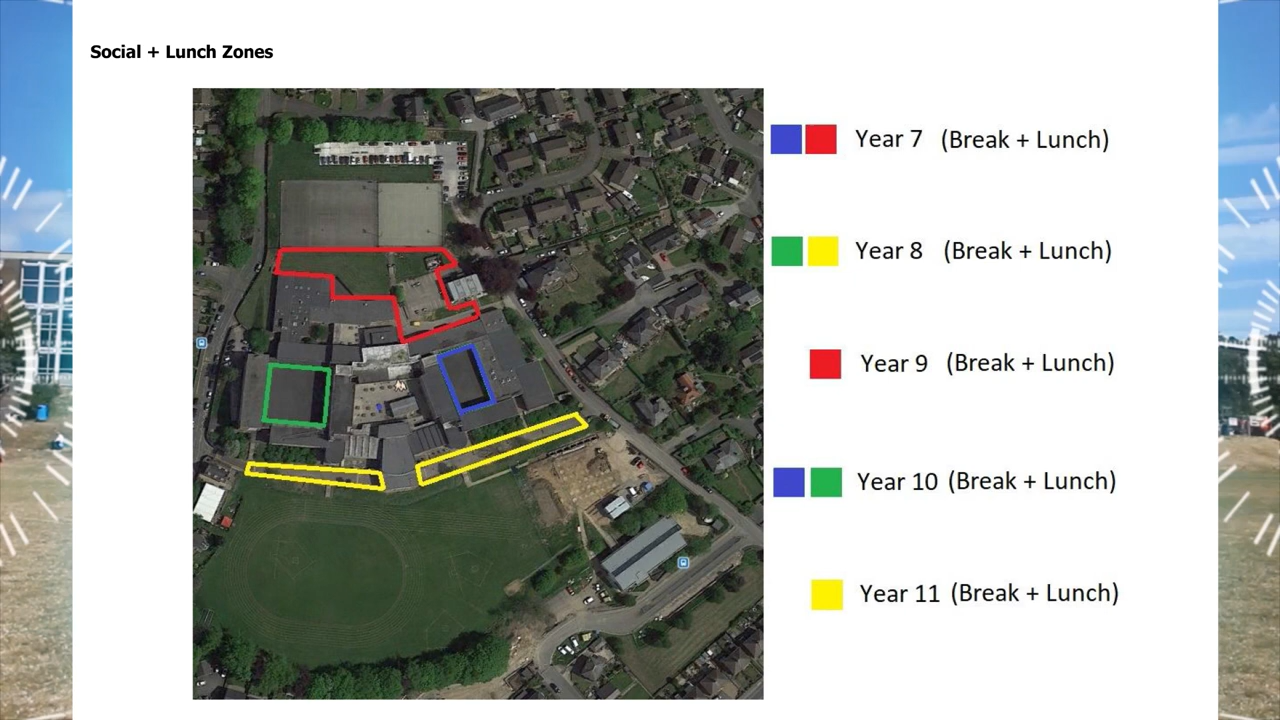 Social + Lunch Zones
Year 7 (Break + Lunch)
Year 8 (Break + Lunch)
Year 9 (Break + Lunch)
Year 10 (Break + Lunch)
Year 11 (Break + Lunch)